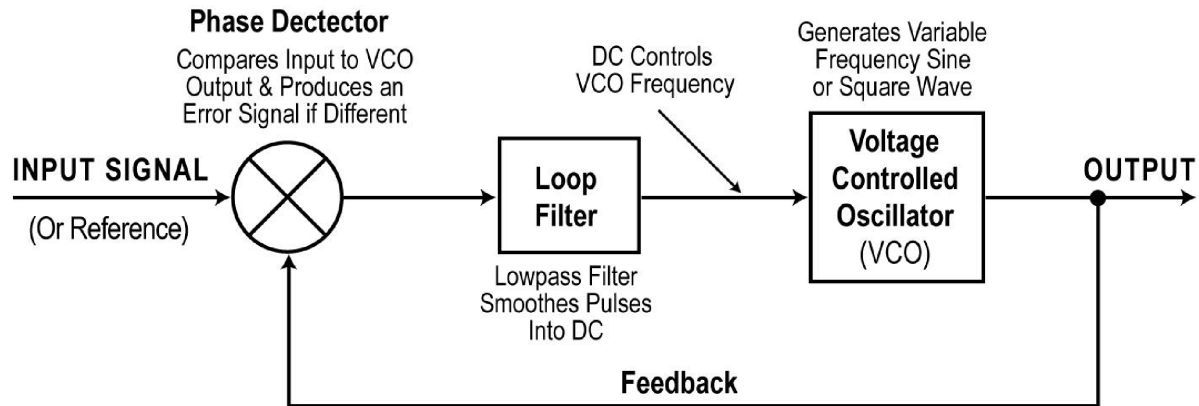 Phase Dectector
Compares Input to VCO
Output & Produces an
Error Signal if Different
INPUT SIGNAL
(Or Reference)
Loop
Filter
Lowpass Filter
Smoothes Pulses
Into DC
DC Controls
VCO Frequency
Generates Variable
Frequency Sine
or Square Wave
Voltage
Controlled
Oscillator
(VCO)
OUTPUT
Feedback